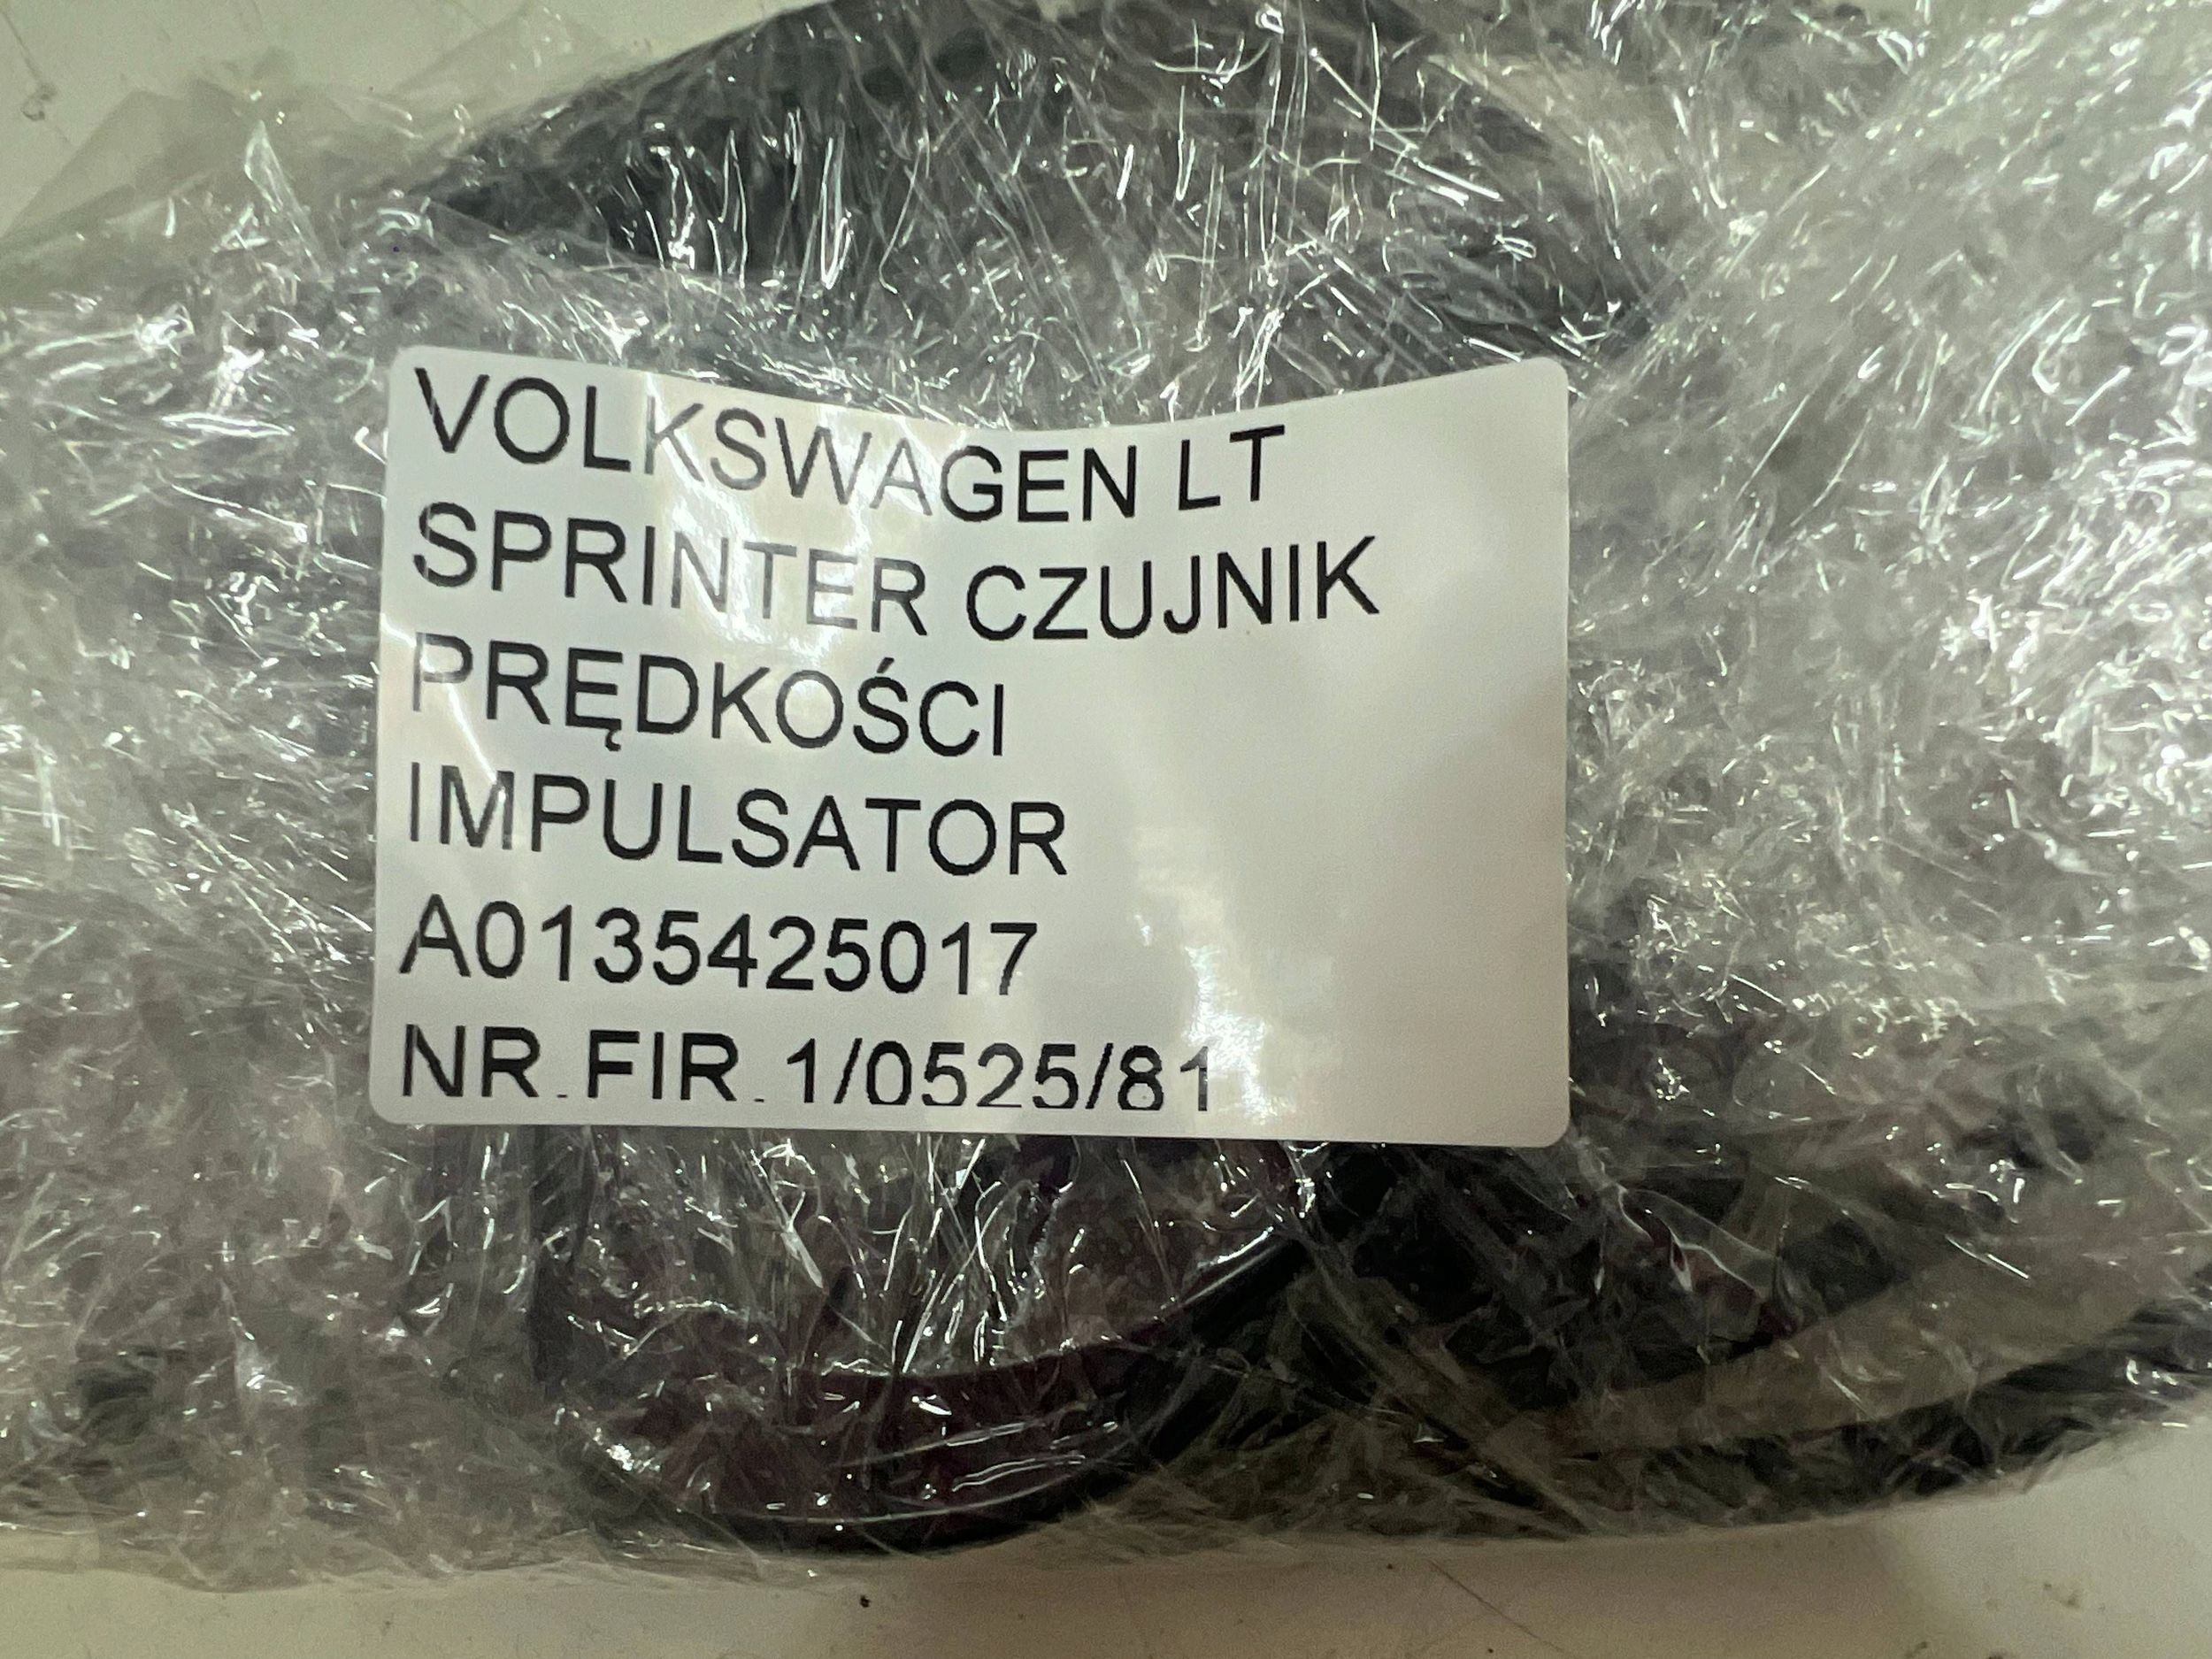 VOLKSWAGEN LT
SPRINTER CZUJNIK
PRĘDKOŚCI
IMPULSATOR
A0135425017
NR.FIR.1/0525/81